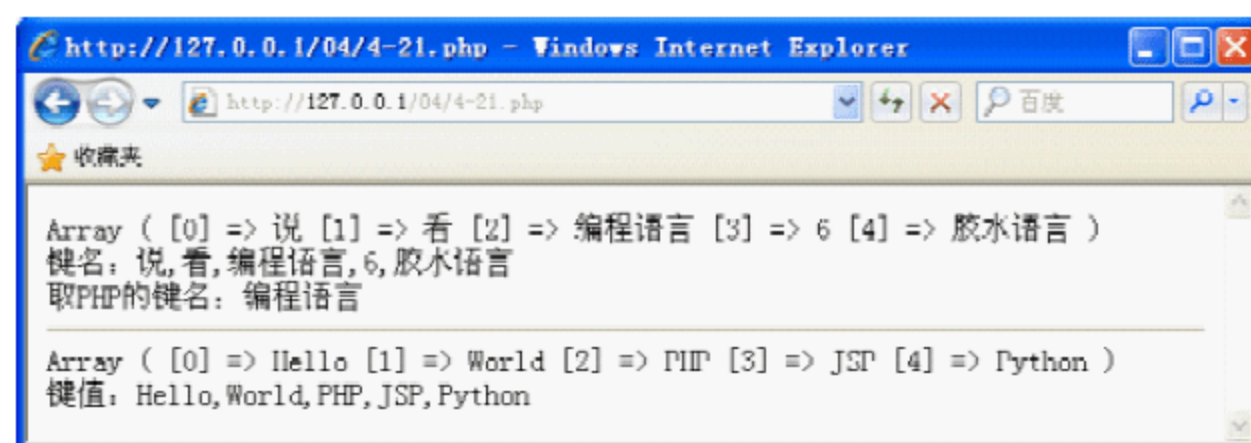 http://127.0.0.1/04/4-21.php - Windows Internet Explorer
http://127.0.0.1/04/4-21.php 百度
收藏夹
Array ( [0] => 说 [1] => 看 [2] => 编程语言 [3] => 6 [4] => 胶水语言 )
键名：说,看,编程语言,6,胶水语言
取PHP的键名：编程语言
Array ( [0] => Hello [1] => World [2] => PHP [3] => JSP [4] => Python )
键值：Hello,World,PHP,JSP,Python